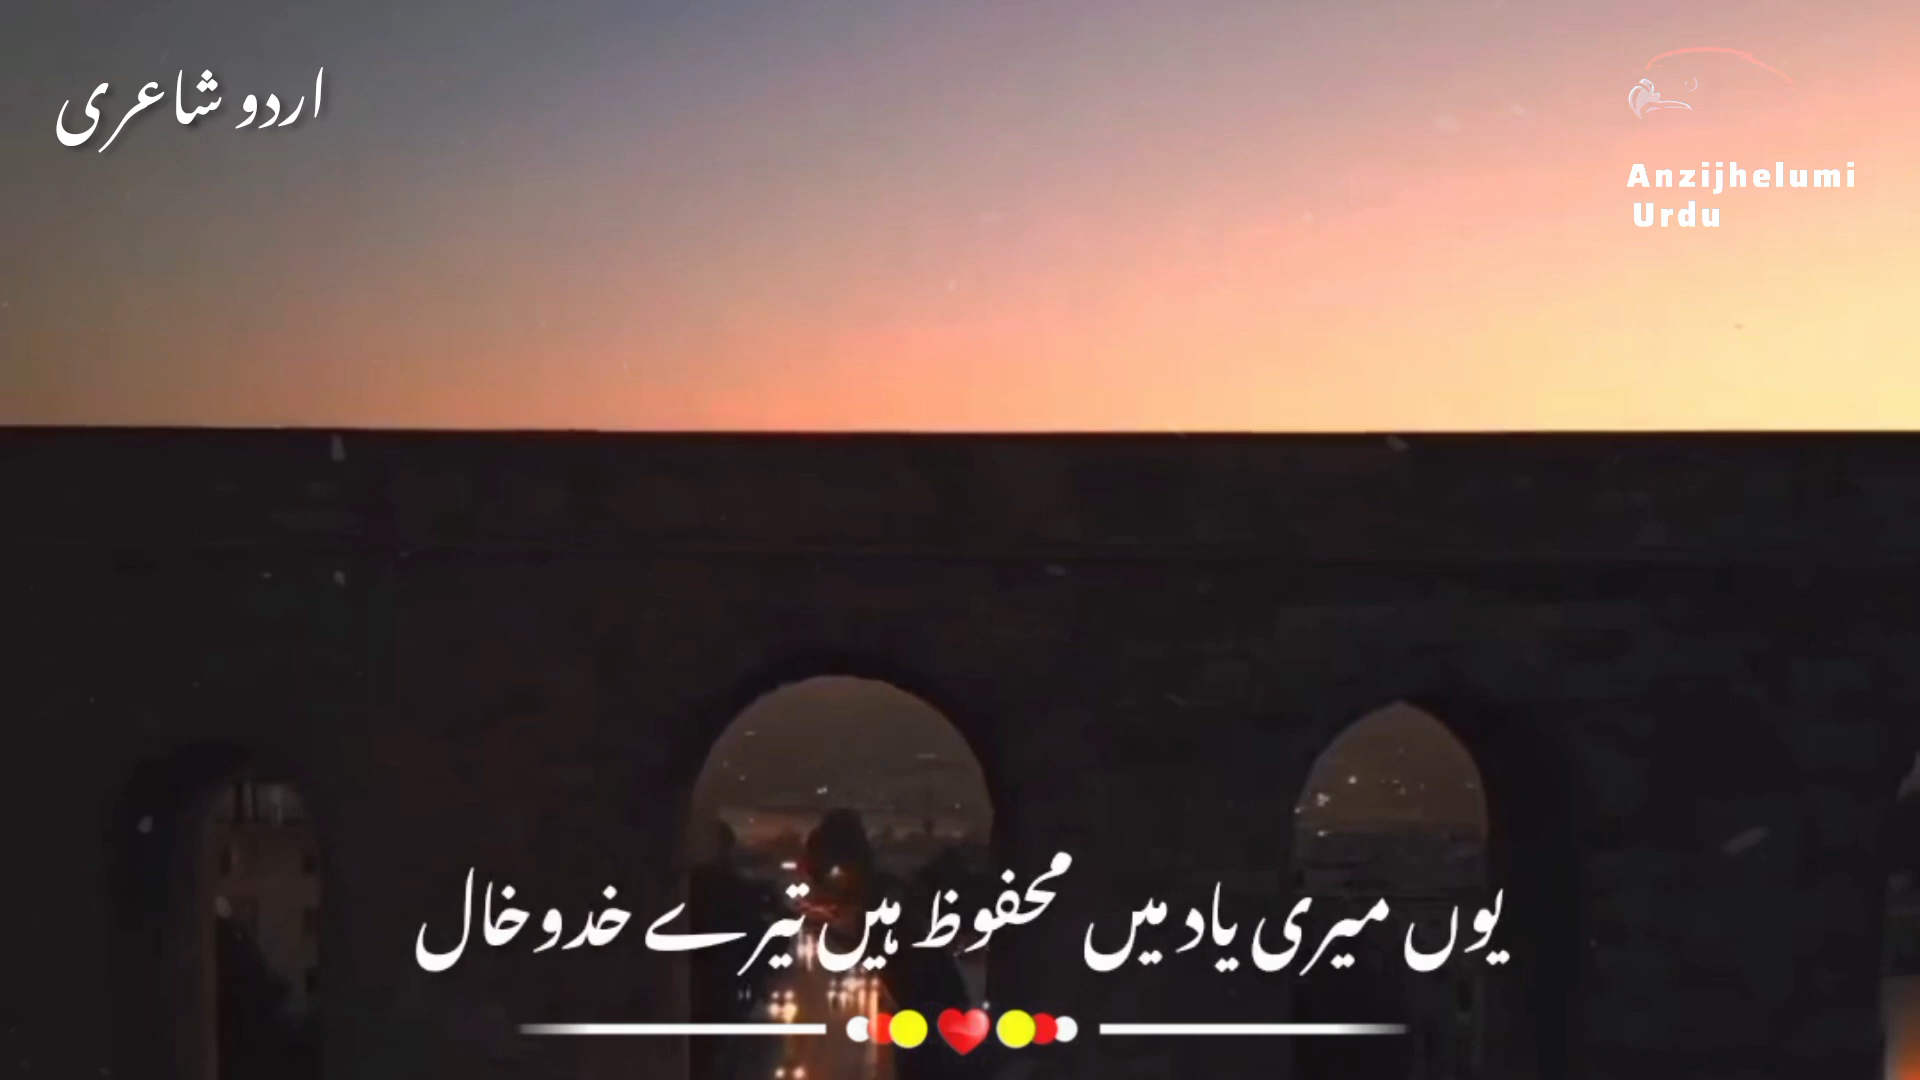 اردو شاعری
Anzijhelumi
Urdu
یوں میری یاد میں محفوظ ہیں تیرے خدوخال